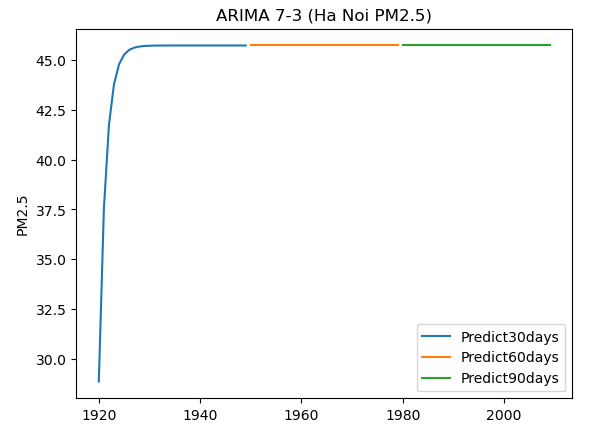 ARIMA 7-3 (Ha Noi PM2.5)
45.0
42.5
40.0
37.5
35.0
32.5
30.0
PM2.5
Predict30days
Predict60days
Predict90days
1920 1940 1960 1980 2000